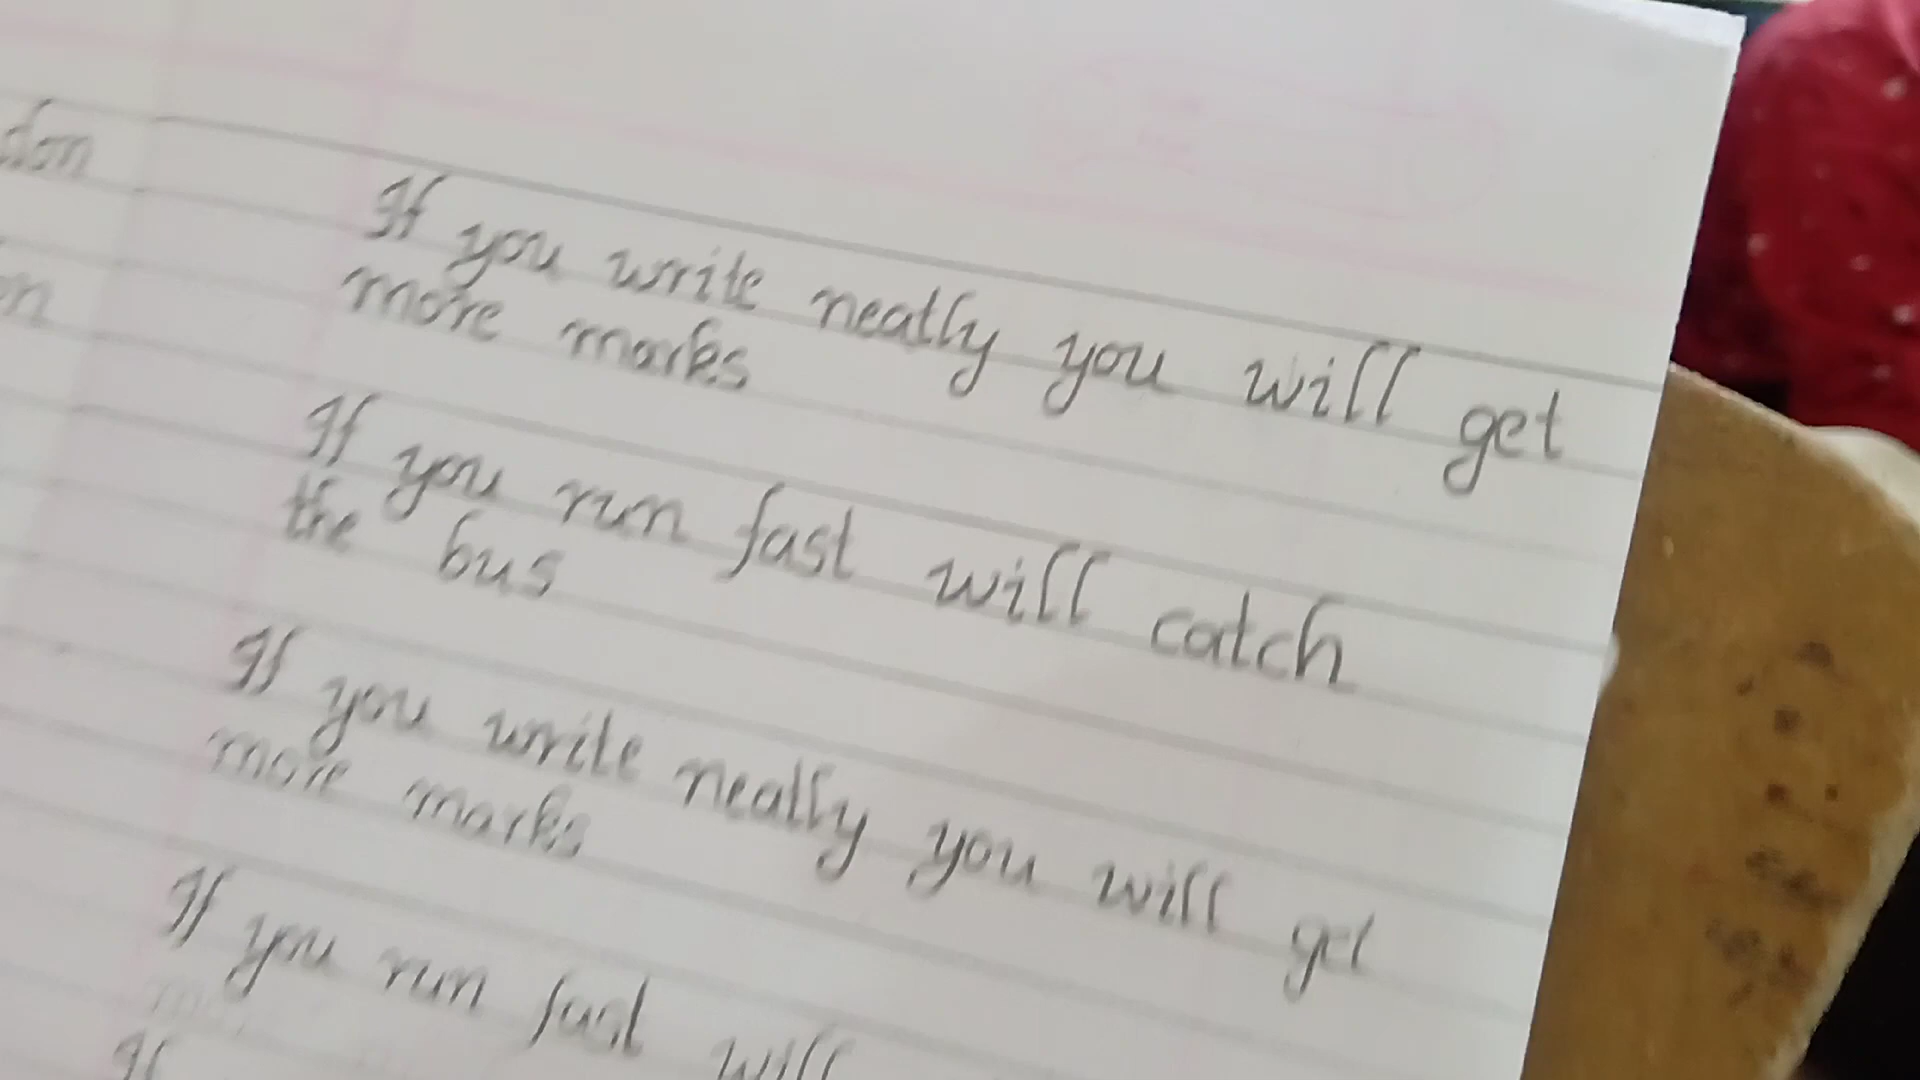 If you write neatly you will get
more marks
If you run fast will catch
the bus
If you write neatly you will get
more marks
If you run fast will
If